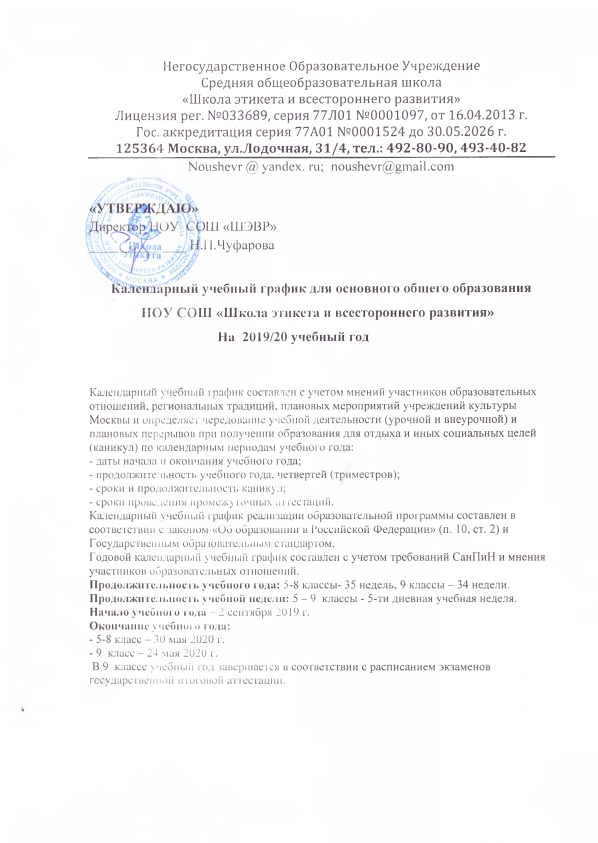 Негосударственное Образовательное Учреждение
Средняя общеобразовательная школа
«Школа этикета и всестороннего развития»
Лицензия рег. №033689, серия 77Л01 №0001097, от 16.04.2013 г.
Гос. аккредитация серия 77А01 №0001524 до 30.05.2026 г.
125364 Москва, ул.Лодочная, 31/4, тел.: 492-80-90, 493-40-82
Noushevr @ yandex. ru; noushevr@gmail.com
«УТВЕРЖДАЮ»
Директор НОУ СОШ «ШЭВР»
Н.П.Чуфарова
Школа
этикета
МОСКВА
Календарный учебный график для основного общего образования
НОУ СОШ «Школа этикета и всестороннего развития»
На 2019/20 учебный год
Календарный учебный график составлен с учетом мнений участников образовательных
отношений, региональных традиций, плановых мероприятий учреждений культуры
Москвы и определяет чередование учебной деятельности (урочной и внеурочной) и
плановых перерывов при получении образования для отдыха и иных социальных целей
(каникул) по календарным периодам учебного года:
- даты начала и окончания учебного года;
- продолжительность учебного года, четвертей (триместров);
- сроки и продолжительность каникул;
- сроки проведения промежуточных аттестаций.
Календарный учебный график реализации образовательной программы составлен в
соответствии с законом «Об образовании в Российской Федерации» (п. 10, ст. 2) и
Государственным образовательным стандартом.
Годовой календарный учебный график составлен с учетом требований СанПиН и мнения
участников образовательных отношений.
Продолжительность учебного года: 5-8 классы- 35 недель, 9 классы – 34 недели.
Продолжительность учебной недели: 5 – 9 классы - 5-ти дневная учебная неделя.
Начало учебного года – 2 сентября 2019 г.
Окончание учебного года:
- 5-8 класс – 30 мая 2020 г.
- 9 класс – 24 мая 2020 г.
В 9 классе учебный год завершается в соответствии с расписанием экзаменов
государственной итоговой аттестации.